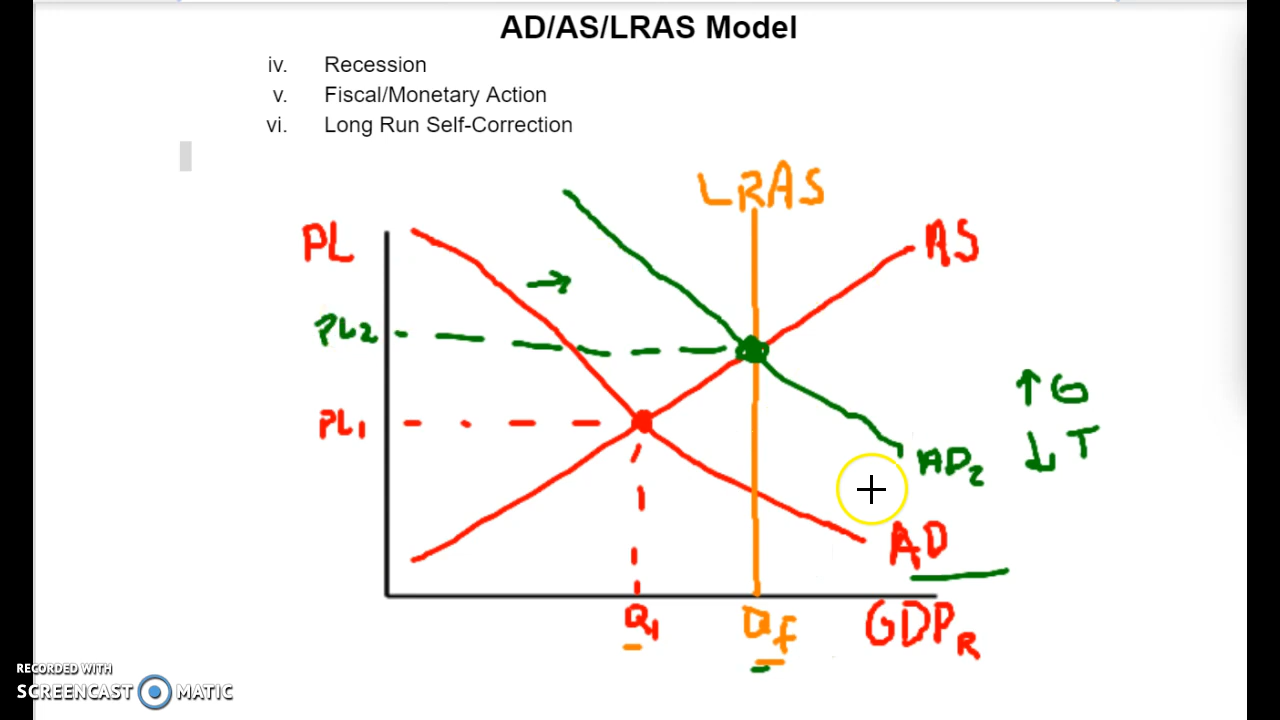 AD/AS/LRAS Model
iv. Recession
v. Fiscal/Monetary Action
vi. Long Run Self-Correction
LRAS
PL
AS
PL2
↑ G
PL1
↓ T
AD2
AD
Q1
Qf
GDPR
RECORDED WITH
SCREENCAST MATIC